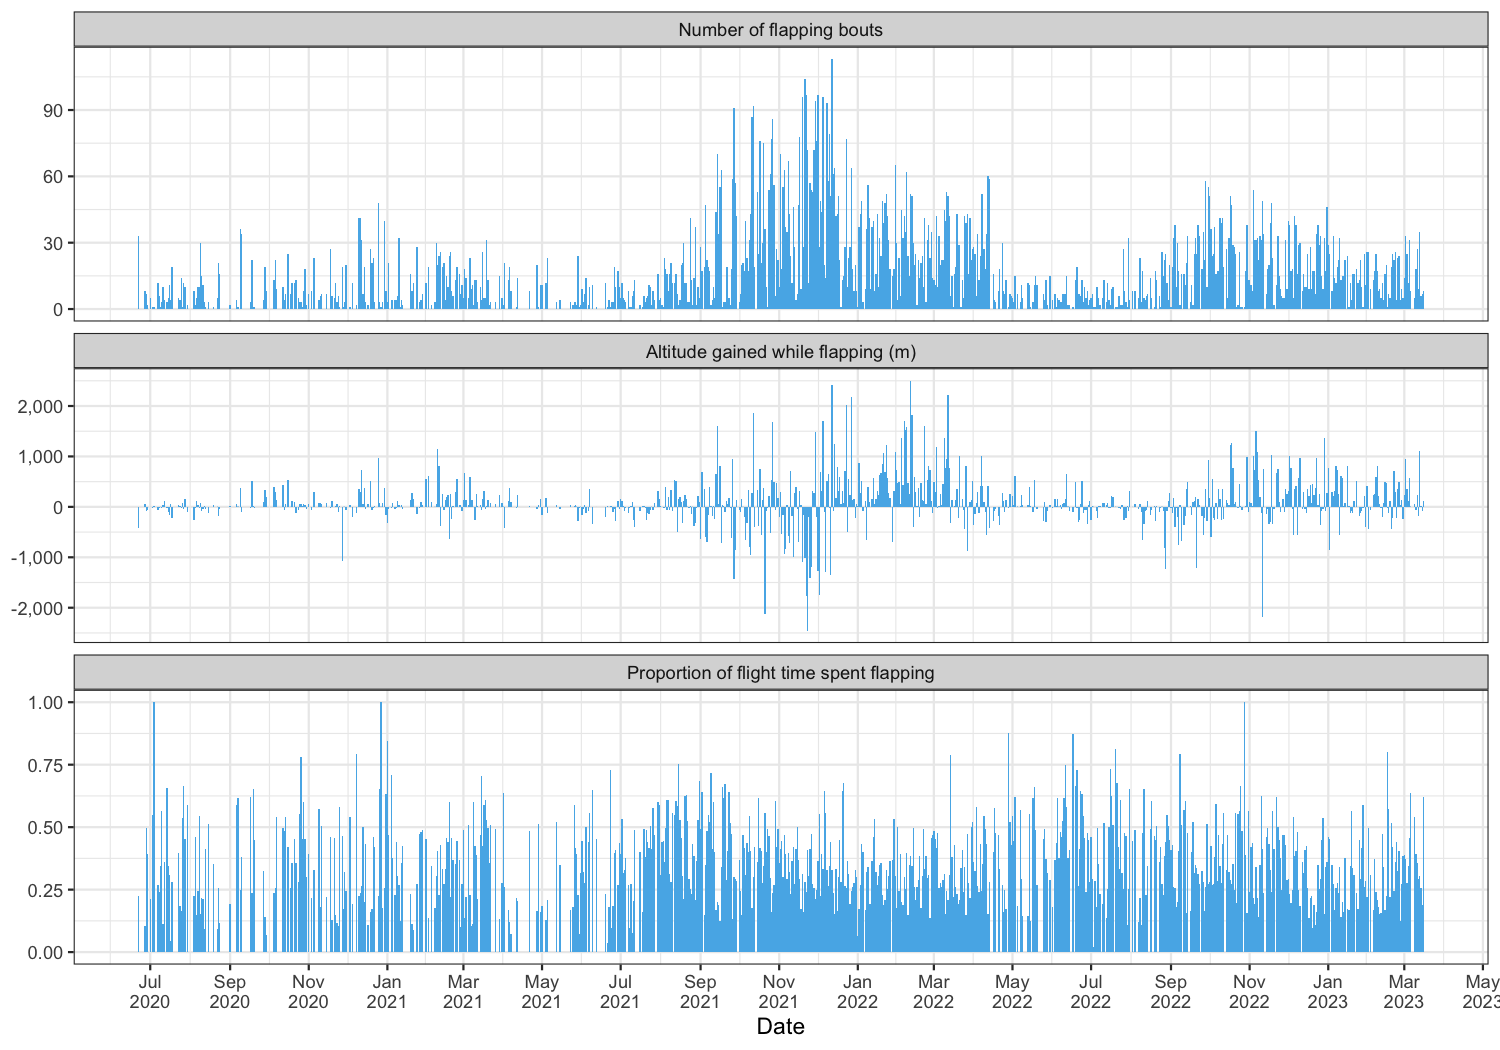 Number of flapping bouts
90
60
30
0
Altitude gained while flapping (m)
2,000
1,000
0
-1,000
-2,000
Proportion of flight time spent flapping
1.00
0.75
0.50
0.25
0.00
Jul Sep Nov Jan Mar May Jul Sep Nov Jan Mar May Jul Sep Nov Jan Mar May
2020 2020 2020 2021 2021 2021 2021 2021 2021 2022 2022 2022 2022 2022 2022 2023 2023 2023
Date